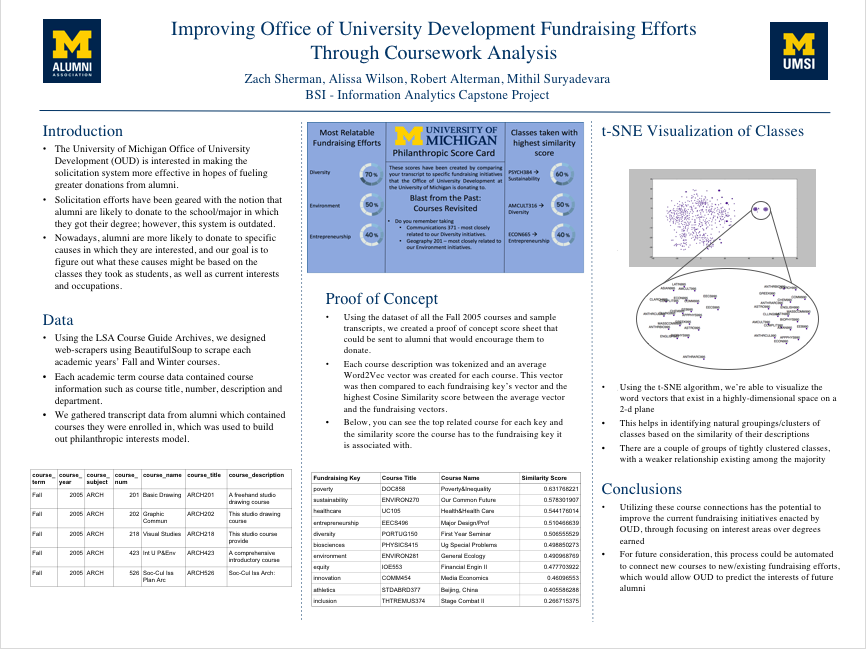 Improving Office of University Development Fundraising Efforts
Through Coursework Analysis
Zach Sherman, Alissa Wilson, Robert Alterman, Mithil Suryadevara
BSI - Information Analytics Capstone Project
M
ALUMNI
ASSOCIATION
M
UMSI
Introduction
• The University of Michigan Office of University
Development (OUD) is interested in making the
solicitation system more effective in hopes of fueling
greater donations from alumni.
• Solicitation efforts have been geared with the notion that
alumni are likely to donate to the school/major in which
they got their degree; however, this system is outdated.
• Nowadays, alumni are more likely to donate to specific
causes in which they are interested, and our goal is to
figure out what these causes might be based on the
classes they took as students, as well as current interests
and occupations.
Data
• Using the LSA Course Guide Archives, we designed
web-scrapers using BeautifulSoup to scrape each
academic years' Fall and Winter courses.
• Each academic term course data contained course
information such as course title, number, description and
department.
• We gathered transcript data from alumni which contained
courses they were enrolled in, which was used to build
out philanthropic interests model.
course_term course_year course_subject course_num course_name course_title course_description
Fall 2005 ARCH 201 Basic Drawing ARCH201 A freehand studio drawing course
Fall 2005 ARCH 202 Graphic Commun ARCH202 This studio drawing course
Fall 2005 ARCH 218 Visual Studies ARCH218 This studio course provide
Fall 2005 ARCH 423 Int U P&Env ARCH423 A comprehensive introductory course
Fall 2005 ARCH 526 Soc-Cul Iss Plan Arc ARCH526 Soc-Cul Iss Arch:
Most Relatable
Fundraising Efforts
Diversity 70%
Environment 50%
Entrepreneurship 40%
M UNIVERSITY OF
MICHIGAN
Philanthropic Score Card
These scores have been created by comparing
your transcript to specific fundraising initiatives
that the Office of University Development at
the University of Michigan is donating to.
Blast from the Past:
Courses Revisited
• Do you remember taking
• Communications 371 - most closely
related to our Diversity initiatives.
• Geography 201 – most closely related to
our Environment initiatives.
Classes taken with
highest similarity
score
PSYCH384 →
Sustainability 60%
AMCULT316 →
Diversity 50%
ECON665 →
Entrepreneurship 40%
Proof of Concept
• Using the dataset of all the Fall 2005 courses and sample
transcripts, we created a proof of concept score sheet that
could be sent to alumni that would encourage them to
donate.
• Each course description was tokenized and an average
Word2Vec vector was created for each course. This vector
was then compared to each fundraising key's vector and the
highest Cosine Similarity score between the average vector
and the fundraising vectors.
• Below, you can see the top related course for each key and
the similarity score the course has to the fundraising key it
is associated with.
Fundraising Key Course Title Course Name Similarity Score
poverty DOC858 Poverty&Inequality 0.631768221
sustainability ENVIRON270 Our Common Future 0.578301907
healthcare UC105 Health&Health Care 0.544176014
entrepreneurship EECS496 Major Design/Prof 0.510466639
diversity PORTUG150 First Year Seminar 0.506555529
biosciences PHYSICS415 Ug Special Problems 0.498850273
environment ENVIRON281 General Ecology 0.490968769
equity IOE553 Financial Engin II 0.477703922
innovation COMM454 Media Economics 0.46096553
athletics STDABRD377 Beijing, China 0.405586288
inclusion THTREMUS374 Stage Combat II 0.266715375
t-SNE Visualization of Classes
• Using the t-SNE algorithm, we're able to visualize the
word vectors that exist in a highly-dimensional space on a
2-d plane
• This helps in identifying natural groupings/clusters of
classes based on the similarity of their descriptions
• There are a couple of groups of tightly clustered classes,
with a weaker relationship existing among the majority
Conclusions
• Utilizing these course connections has the potential to
improve the current fundraising initiatives enacted by
OUD, through focusing on interest areas over degrees
earned
• For future consideration, this process could be automated
to connect new courses to new/existing fundraising efforts,
which would allow OUD to predict the interests of future
alumni